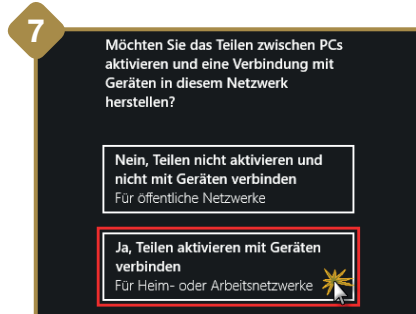 7
Möchten Sie das Teilen zwischen PCs
aktivieren und eine Verbindung mit
Geräten in diesem Netzwerk
herstellen?
Nein, Teilen nicht aktivieren und
nicht mit Geräten verbinden
Für öffentliche Netzwerke
Ja, Teilen aktivieren mit Geräten
verbinden
Für Heim- oder Arbeitsnetzwerke